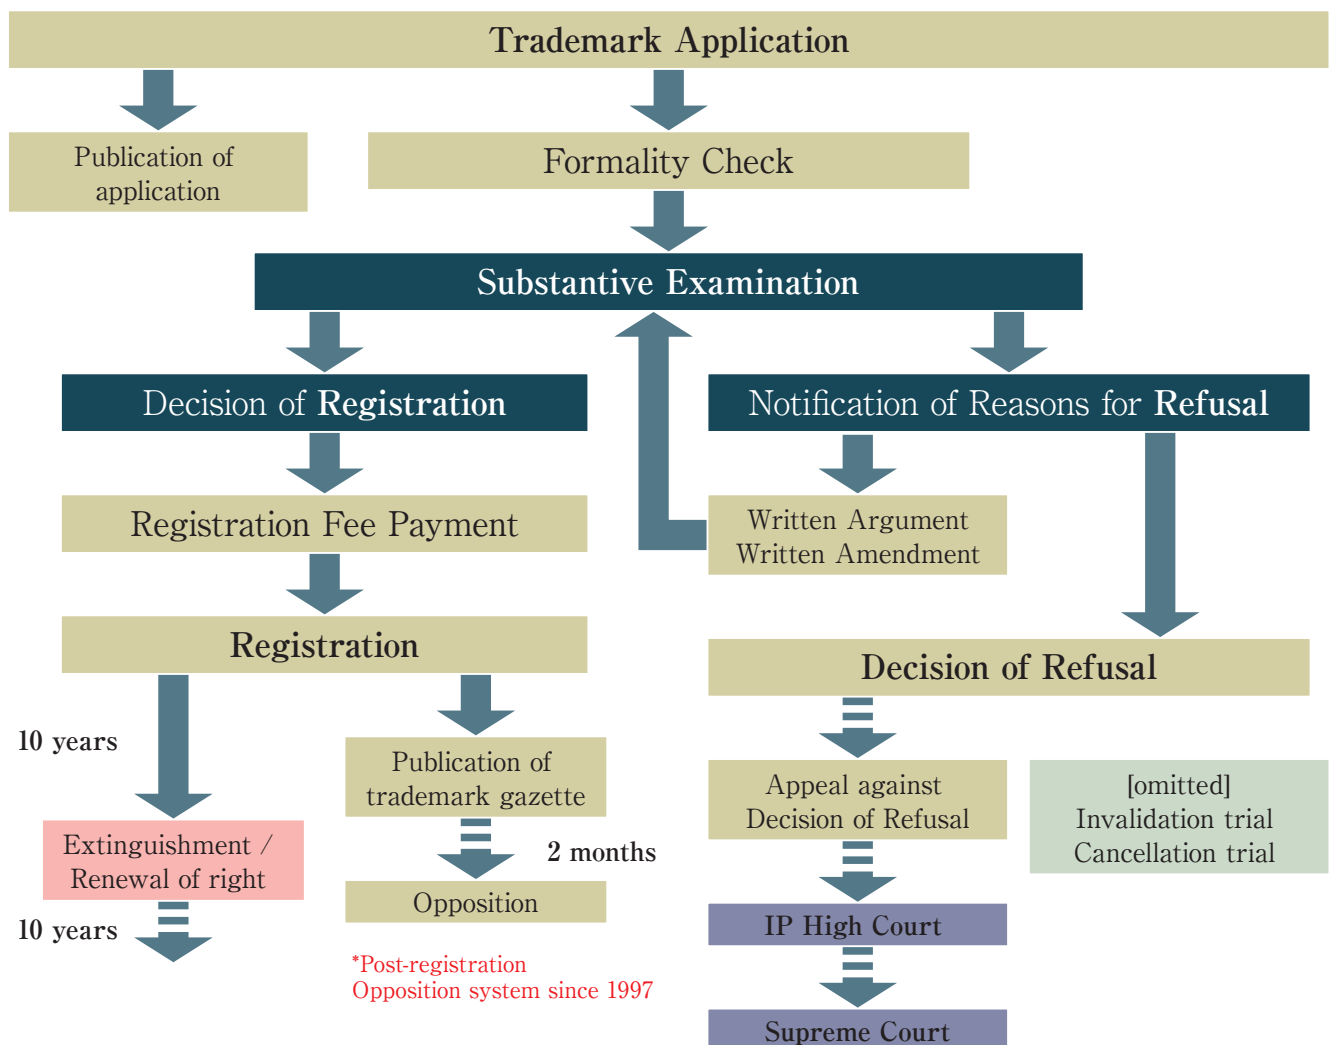 Trademark Application
Publication of
application
Formality Check
Substantive Examination
Decision of Registration
Notification of Reasons for Refusal
Registration Fee Payment
Written Argument
Written Amendment
Registration
Decision of Refusal
10 years
Publication of
trademark gazette
Appeal against
Decision of Refusal
[omitted]
Invalidation trial
Cancellation trial
Extinguishment /
Renewal of right
2 months
10 years
Opposition
IP High Court
*Post-registration
Opposition system since 1997
Supreme Court